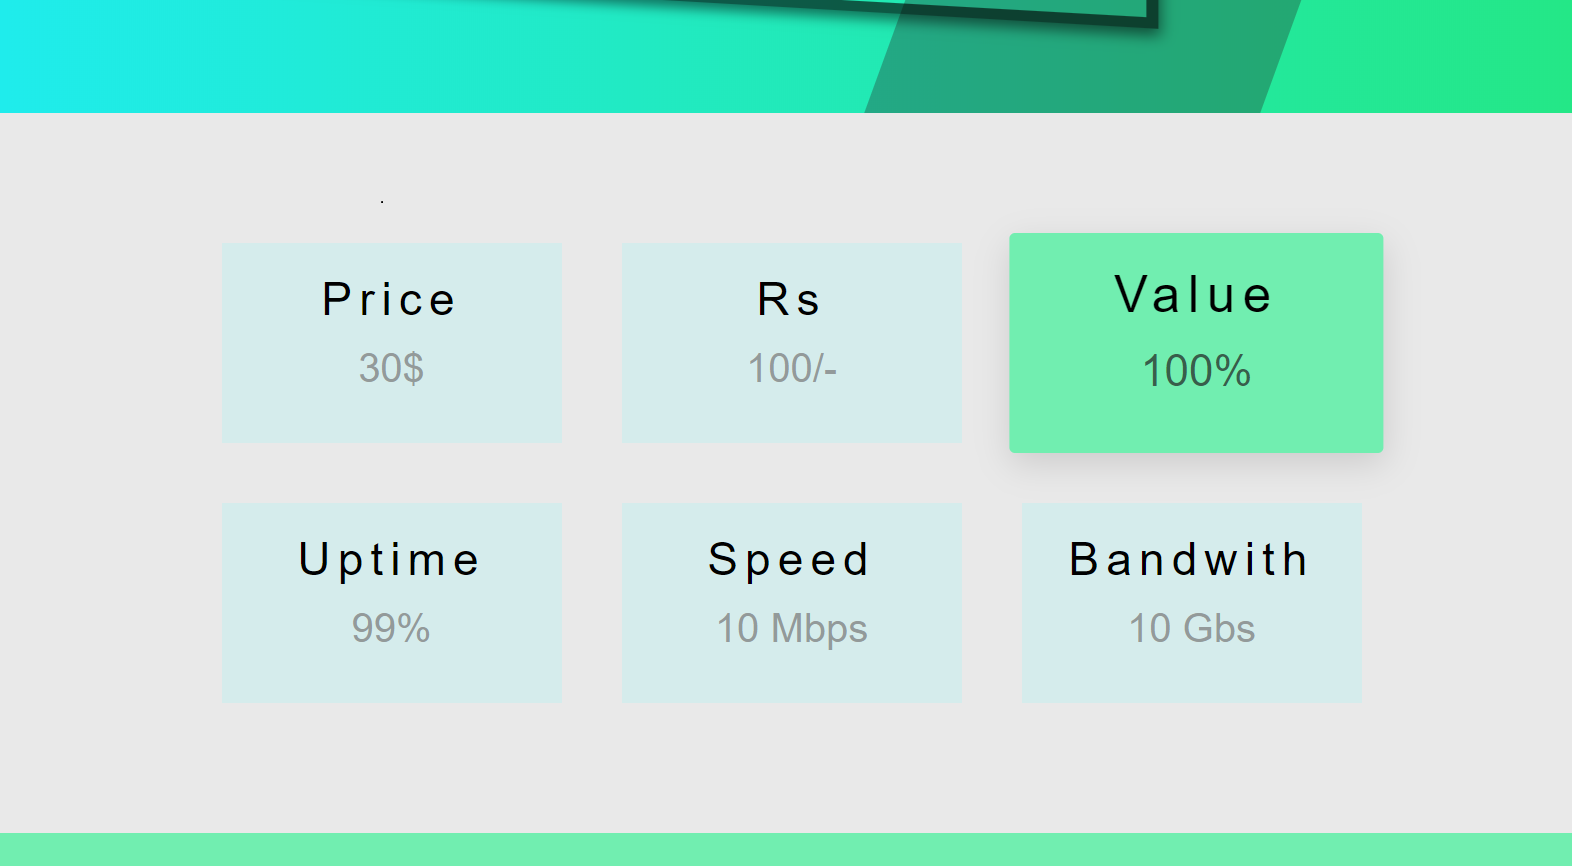 .
Price
30$
Rs
100/-
Value
100%
Uptime
99%
Speed
10 Mbps
Bandwith
10 Gbs